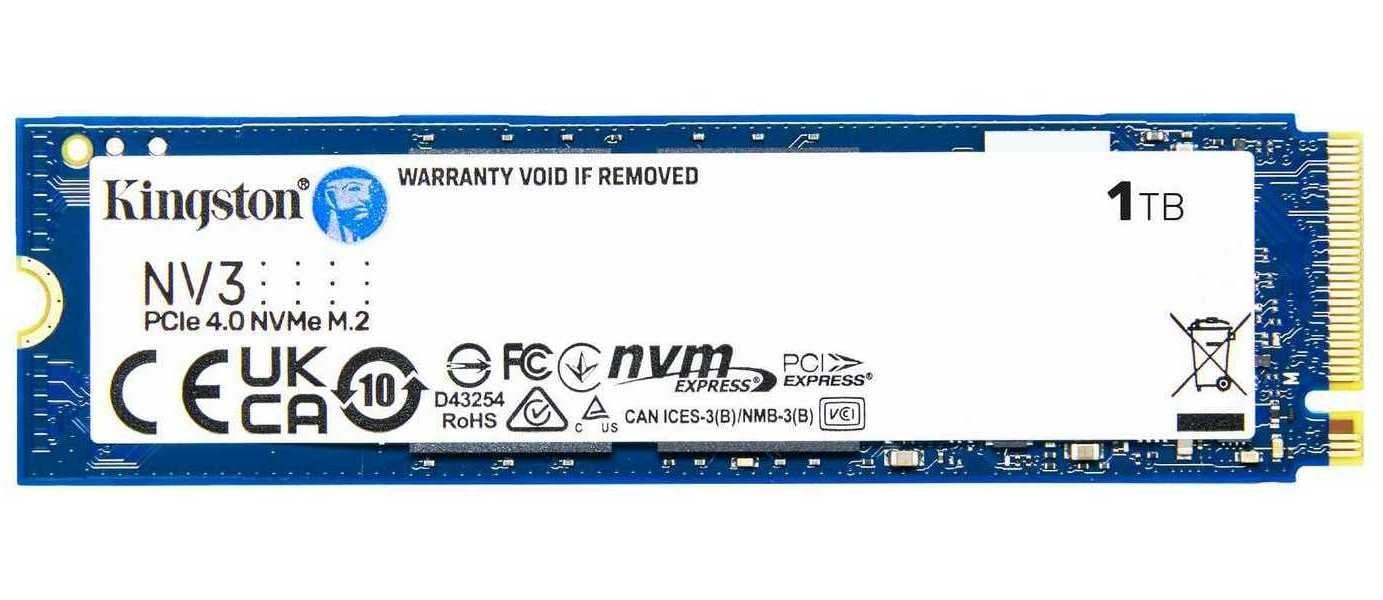 Kingston®
WARRANTY VOID IF REMOVED
1TB
NV3
PCIe 4.0 NVMe M.2
CE
UK
CA
10
FC
nvm
EXPRESS®
PCI
EXPRESS®
D43254
RoHS
C US
CAN ICES-3(B)/NMB-3(B)
VCI
M